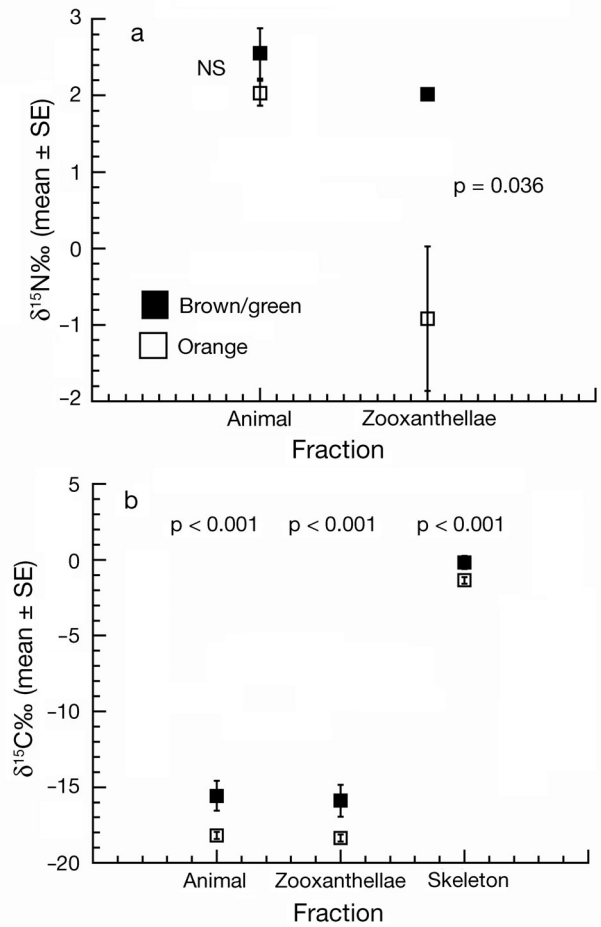 a
3
2
1
0
–1
–2
δ¹⁵N‰ (mean ± SE)
NS
p = 0.036
Brown/green
Orange
Animal Zooxanthellae
Fraction
b
5
0
–5
–10
–15
–20
δ¹⁵C‰ (mean ± SE)
p < 0.001 p < 0.001 p < 0.001
Animal Zooxanthellae Skeleton
Fraction